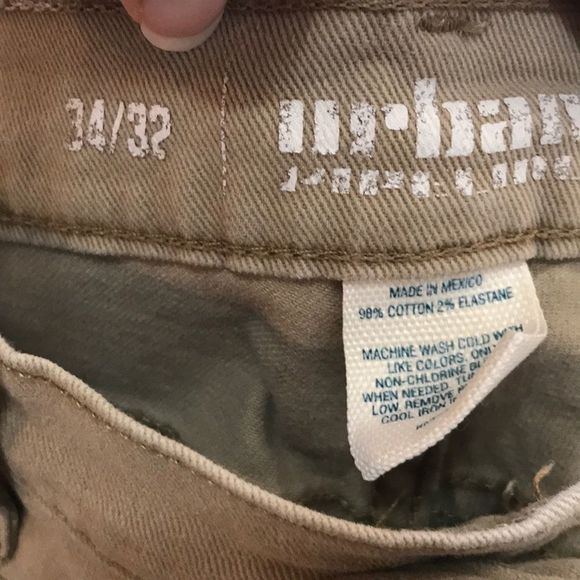 34/32
urban
MADE IN MEXICO
98% COTTON 2% ELASTANE
MACHINE WASH COLD WITH
LIKE COLORS. ONLY
NON-CHLORINE
WHEN NEEDED.
LOW. REMOVE
COOL IRON